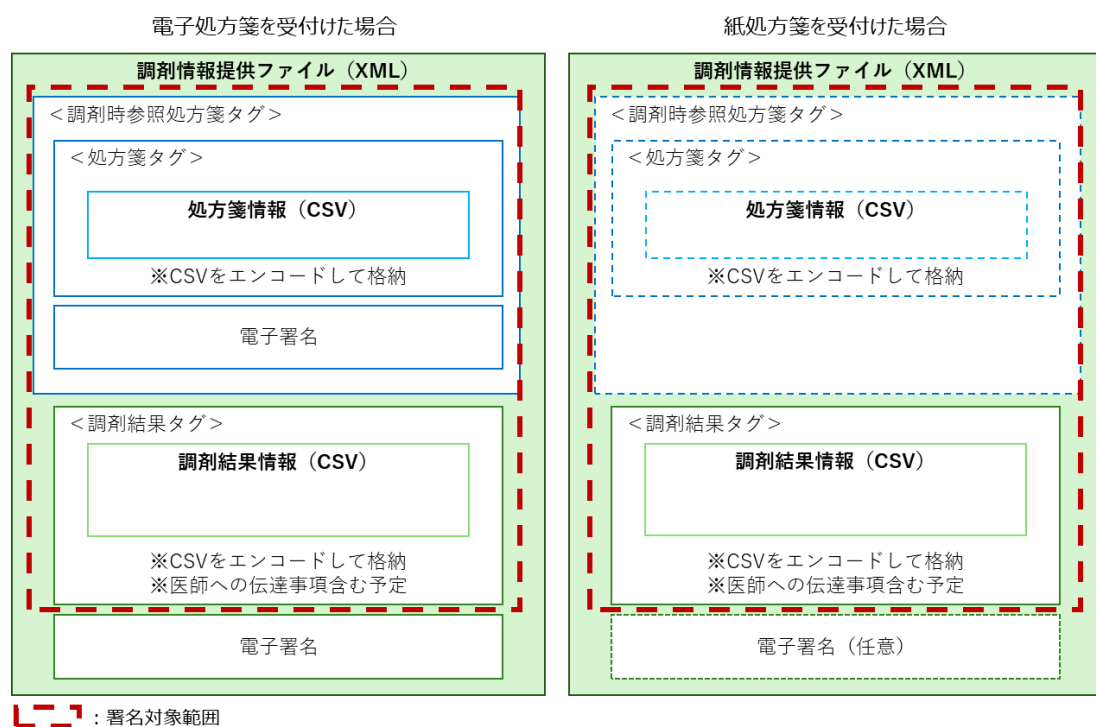 電子処方箋を受付けた場合
調剤情報提供ファイル（XML）
＜調剤時参照処方箋タグ＞
＜処方箋タグ＞
処方箋情報（CSV）
※CSVをエンコードして格納
電子署名
＜調剤結果タグ＞
調剤結果情報（CSV）
※CSVをエンコードして格納
※医師への伝達事項含む予定
電子署名
紙処方箋を受付けた場合
調剤情報提供ファイル（XML）
＜調剤時参照処方箋タグ＞
＜処方箋タグ＞
処方箋情報（CSV）
※CSVをエンコードして格納
＜調剤結果タグ＞
調剤結果情報（CSV）
※CSVをエンコードして格納
※医師への伝達事項含む予定
電子署名（任意）
：署名対象範囲